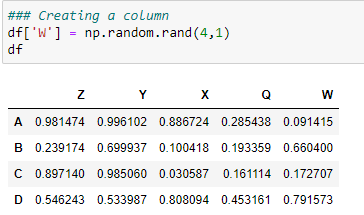 ### Creating a column
df['W'] = np.random.rand(4,1)
df
Z Y X Q W
A 0.981474 0.996102 0.886724 0.285438 0.091415
B 0.239174 0.699937 0.100418 0.193359 0.660400
C 0.897140 0.985060 0.030587 0.161114 0.172707
D 0.546243 0.533987 0.808094 0.453161 0.791573